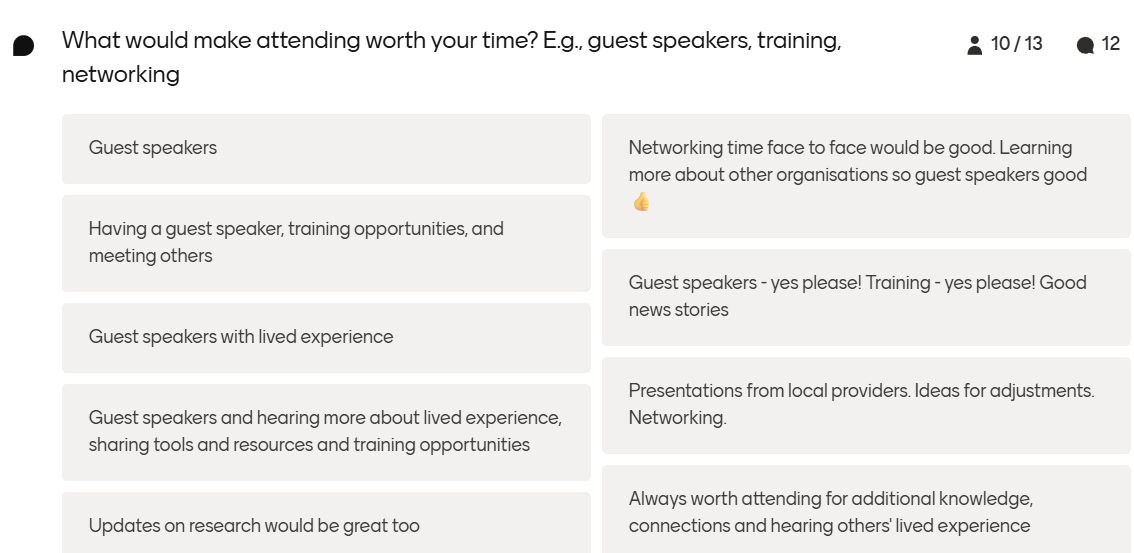 What would make attending worth your time? E.g., guest speakers, training,
networking
10 / 13
12
Guest speakers
Having a guest speaker, training opportunities, and
meeting others
Guest speakers with lived experience
Guest speakers and hearing more about lived experience,
sharing tools and resources and training opportunities
Updates on research would be great too
Networking time face to face would be good. Learning
more about other organisations so guest speakers good
👍
Guest speakers - yes please! Training - yes please! Good
news stories
Presentations from local providers. Ideas for adjustments.
Networking.
Always worth attending for additional knowledge,
connections and hearing others' lived experience